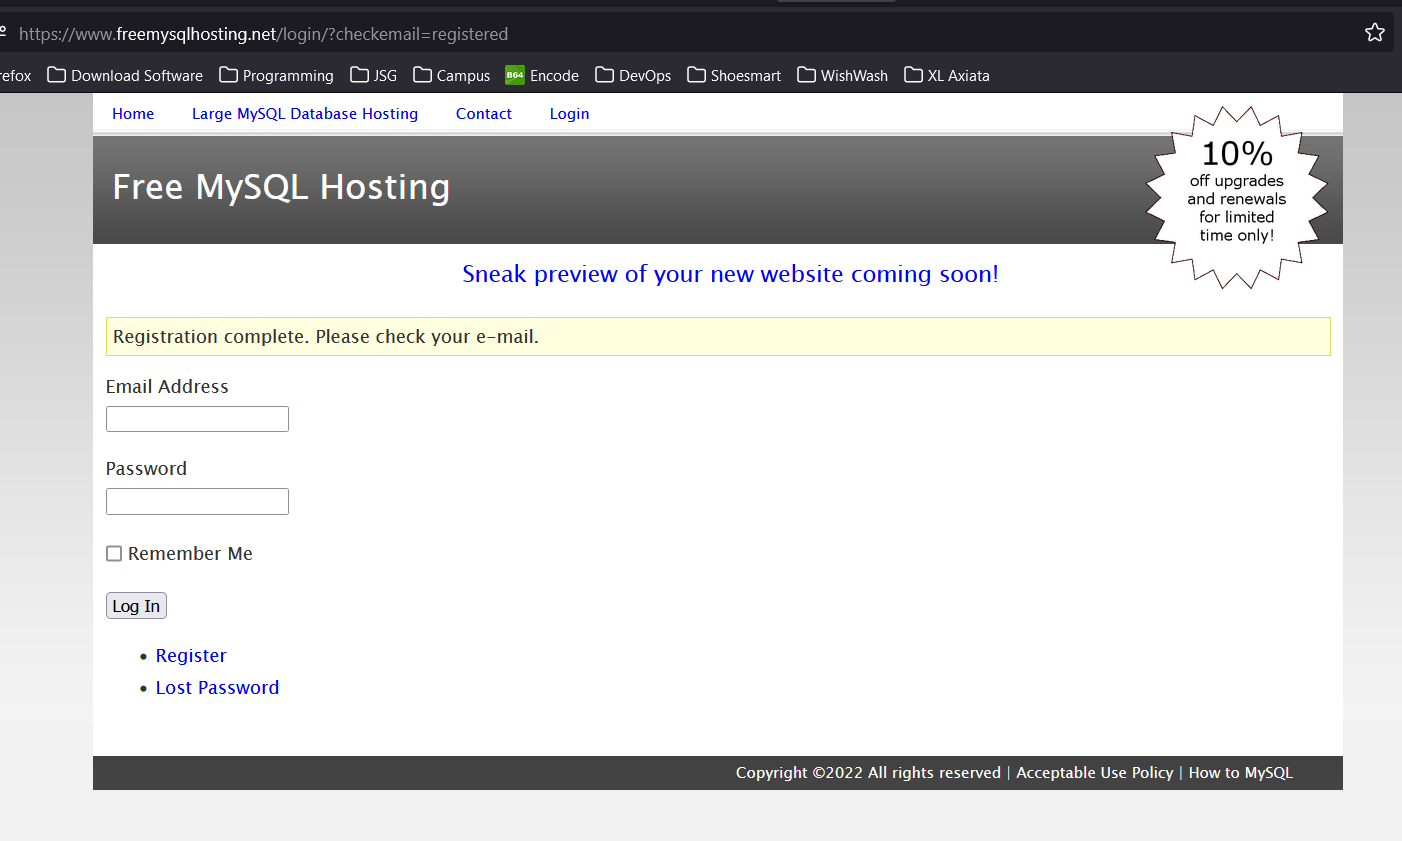 https://www.freemysqlhosting.net/login/?checkemail=registered
Download Software Programming JSG Campus B64 Encode DevOps Shoesmart WishWash XL Axiata
Home Large MySQL Database Hosting Contact Login
Free MySQL Hosting
10%
off upgrades
and renewals
for limited
time only!
Sneak preview of your new website coming soon!
Registration complete. Please check your e-mail.
Email Address
Password
Remember Me
Log In
Register
Lost Password
Copyright ©2022 All rights reserved | Acceptable Use Policy | How to MySQL